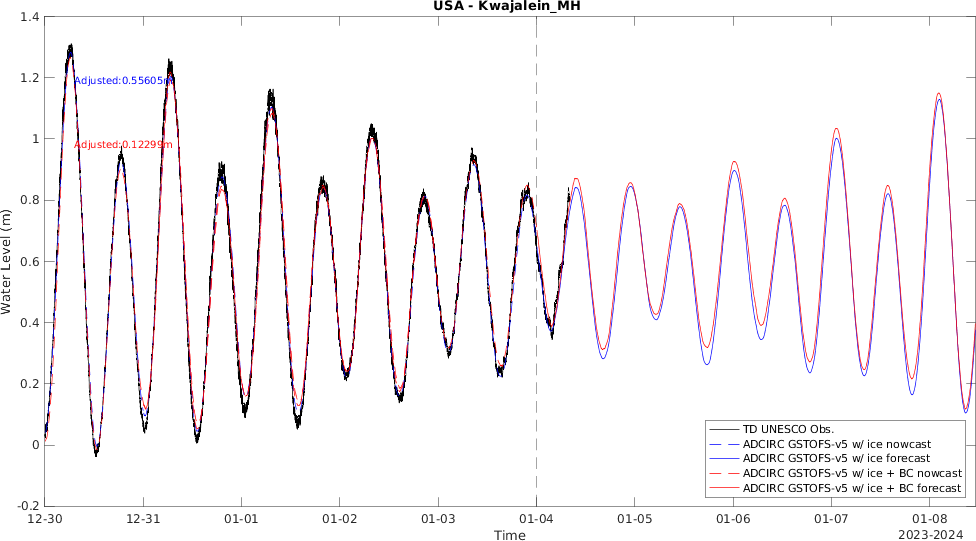 USA - Kwajalein_MH
1.4
1.2
1
0.8
0.6
0.4
0.2
0
-0.2
Water Level (m)
Adjusted:0.55605m
Adjusted:0.12299m
TD UNESCO Obs.
ADCIRC GSTOFS-v5 w/ ice nowcast
ADCIRC GSTOFS-v5 w/ ice forecast
ADCIRC GSTOFS-v5 w/ ice + BC nowcast
ADCIRC GSTOFS-v5 w/ ice + BC forecast
12-30 12-31 01-01 01-02 01-03 01-04 01-05 01-06 01-07 01-08
Time
2023-2024